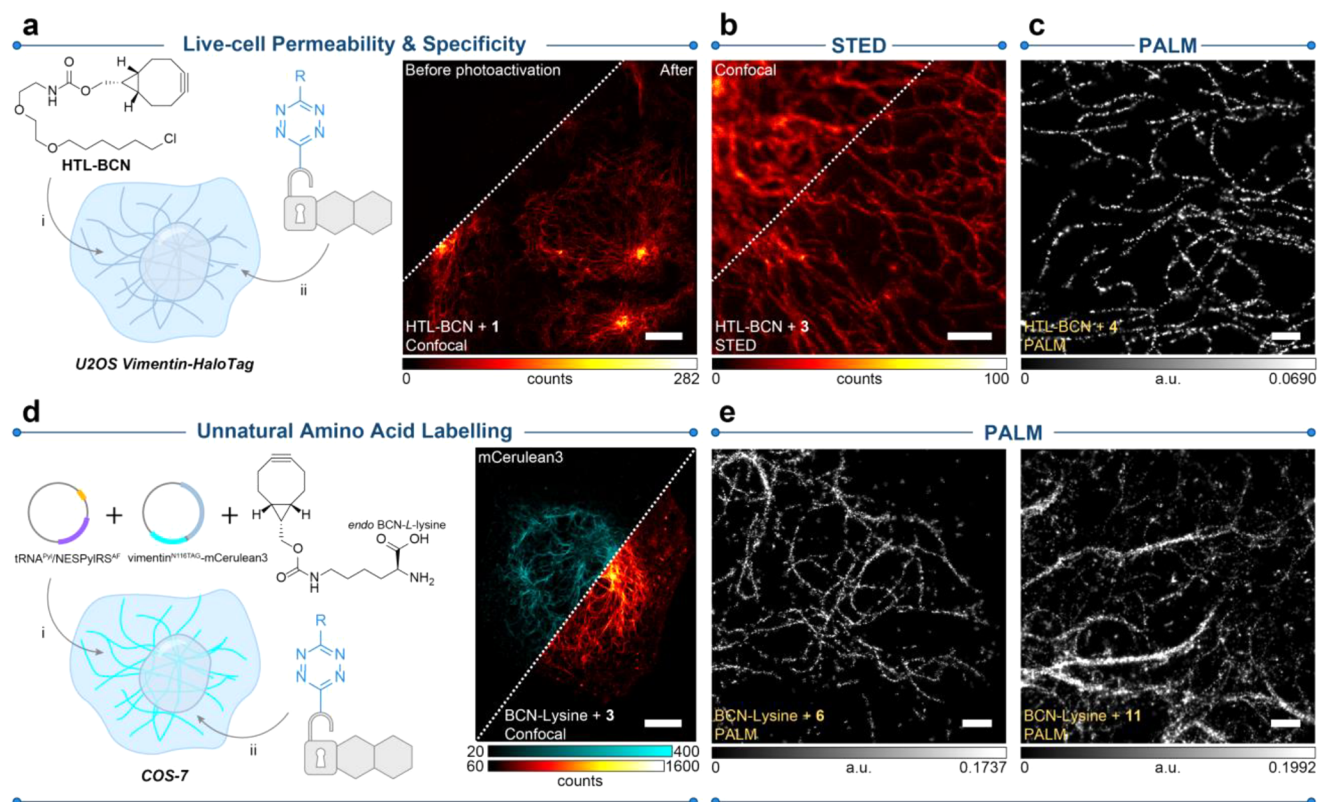 a
Live-cell Permeability & Specificity
b
STED
c
PALM
H
O
N
H
O
H
O
O
Cl
HTL-BCN
R
N
N
N
N
i
ii
U2OS Vimentin-HaloTag
Before photoactivation
After
HTL-BCN + 1
Confocal
0
counts
282
Confocal
HTL-BCN + 3
STED
0
counts
100
HTL-BCN + 4
PALM
0
a.u.
0.0690
d
Unnatural Amino Acid Labelling
e
PALM
+
+
tRNAPyl/NESPylRSAF
vimentinN116TAG-mCerulean3
H
H
endo BCN-L-lysine
O
O
OH
O
N
H
NH2
R
N
N
N
N
i
ii
COS-7
mCerulean3
BCN-Lysine + 3
Confocal
20
400
60
1600
counts
BCN-Lysine + 6
PALM
0
a.u.
0.1737
BCN-Lysine + 11
PALM
0
a.u.
0.1992